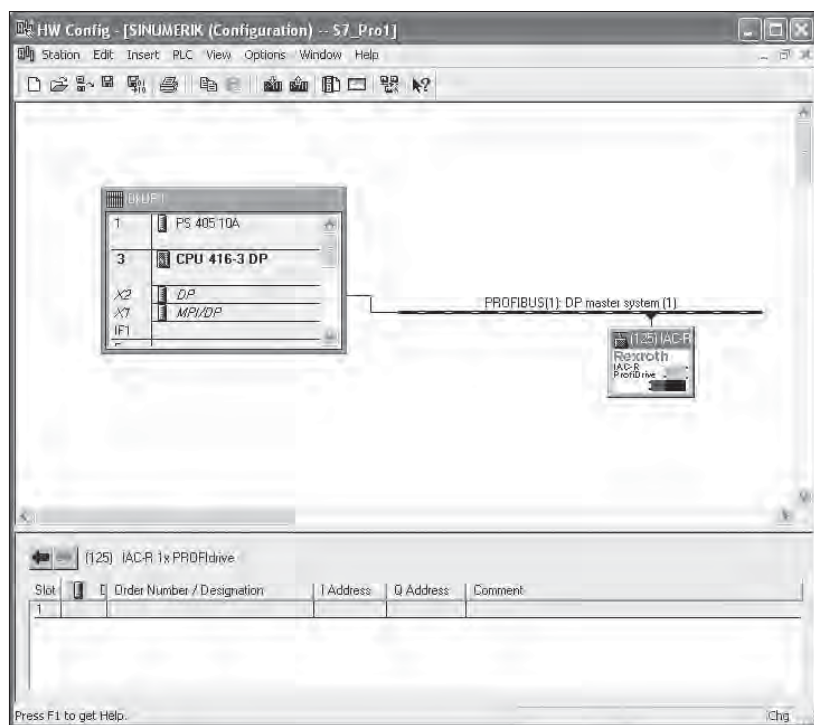 HW Config - [SINUMERIK (Configuration) -- S7_Pro1]
Station Edit Insert PLC View Options Window Help
1 PS 405 10A
3 CPU 416-3 DP
X2 DP
X1 MPI/DP
IF1
PROFIBUS(1): DP master system (1)
(125) IAC-R
Rexroth
IAC-R
ProfiDrive
(125) IAC-R 1x PROFIdrive
Slot D Order Number / Designation I Address Q Address Comment
1
Press F1 to get Help. Chg